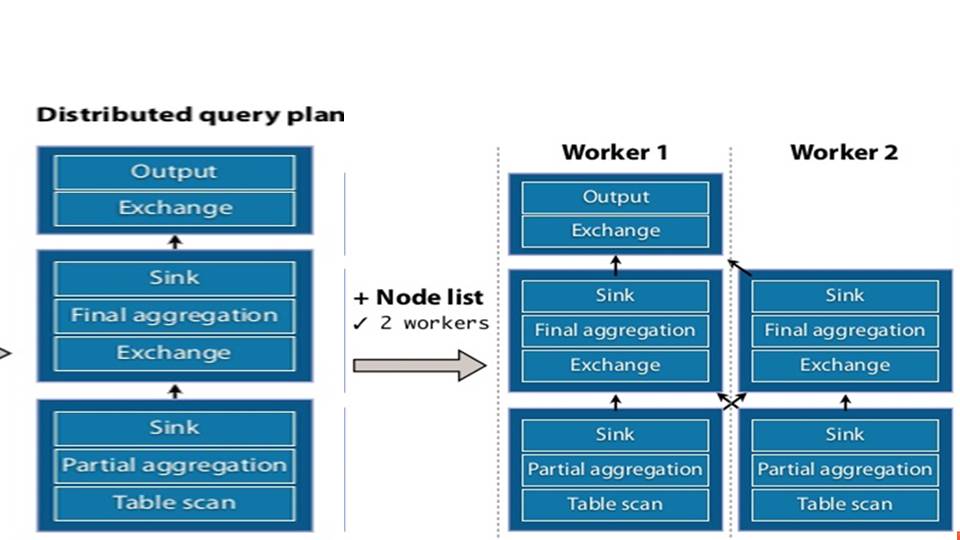 Distributed query plan
Output
Exchange
Sink
Final aggregation
Exchange
Sink
Partial aggregation
Table scan
+ Node list
✓ 2 workers
Worker 1
Output
Exchange
Sink
Final aggregation
Exchange
Sink
Partial aggregation
Table scan
Worker 2
Sink
Final aggregation
Exchange
Sink
Partial aggregation
Table scan